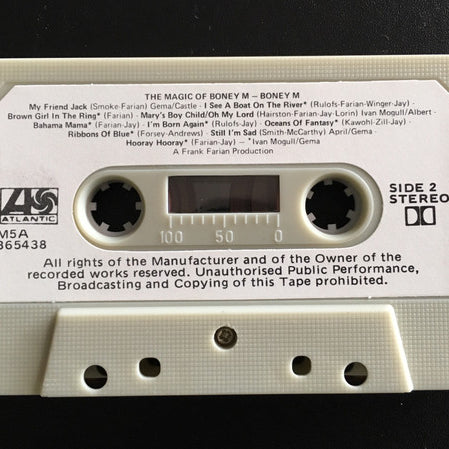 THE MAGIC OF BONEY M – BONEY M
My Friend Jack (Smoke-Farian) Gema/Castle · I See A Boat On The River* (Rulofs-Farian-Winger-Jay) ·
Brown Girl In The Ring* (Farian) · Mary's Boy Child/Oh My Lord (Hairston-Farian-Jay-Lorin) Ivan Mogull/Albert ·
Bahama Mama* (Farian-Jay) · I'm Born Again* (Rulofs-Farian-Jay) · Oceans Of Fantasy* (Kawohl-Zill-Jay) ·
Ribbons Of Blue* (Forsey-Andrews) · Still I'm Sad (Smith-McCarthy) April/Gema ·
Hooray Hooray* (Farian-Jay) – *Ivan Mogull/Gema
A Frank Farian Production
ATLANTIC
M5A
365438
SIDE 2
STEREO
100 50 0
All rights of the Manufacturer and of the Owner of the
recorded works reserved. Unauthorised Public Performance,
Broadcasting and Copying of this Tape prohibited.